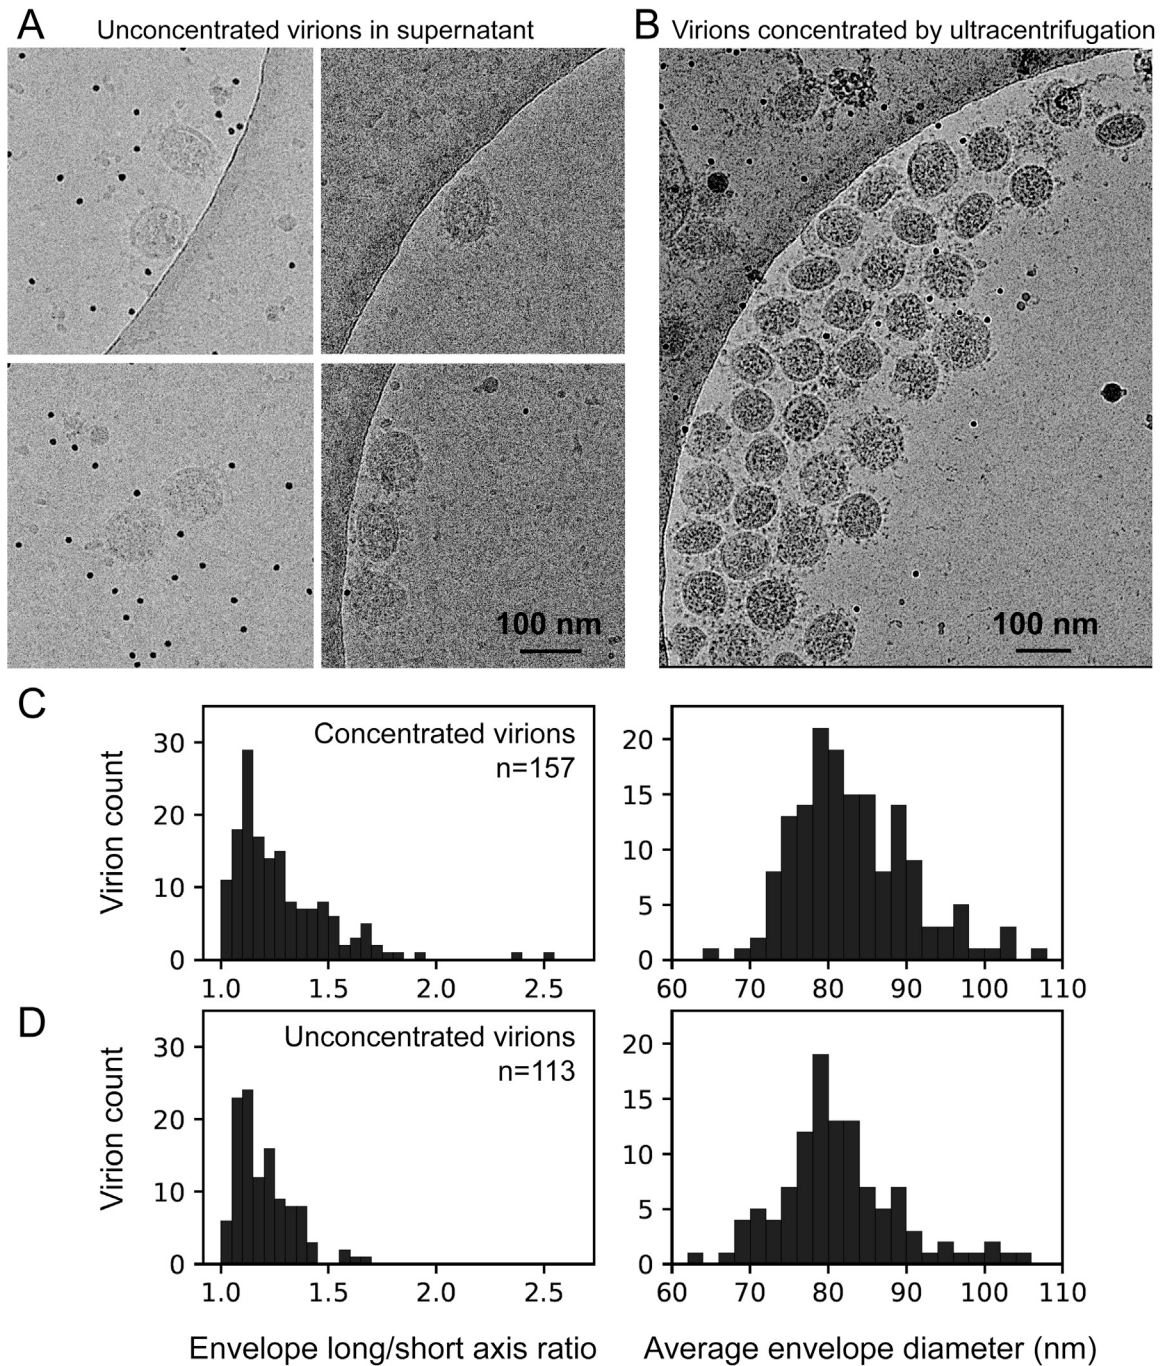 A Unconcentrated virions in supernatant
B Virions concentrated by ultracentrifugation
100 nm
100 nm
C
Concentrated virions
n=157
Virion count
30
20
10
0
1.0 1.5 2.0 2.5
20
15
10
5
0
60 70 80 90 100 110
D
Unconcentrated virions
n=113
Virion count
30
20
10
0
1.0 1.5 2.0 2.5
Envelope long/short axis ratio
20
15
10
5
0
60 70 80 90 100 110
Average envelope diameter (nm)